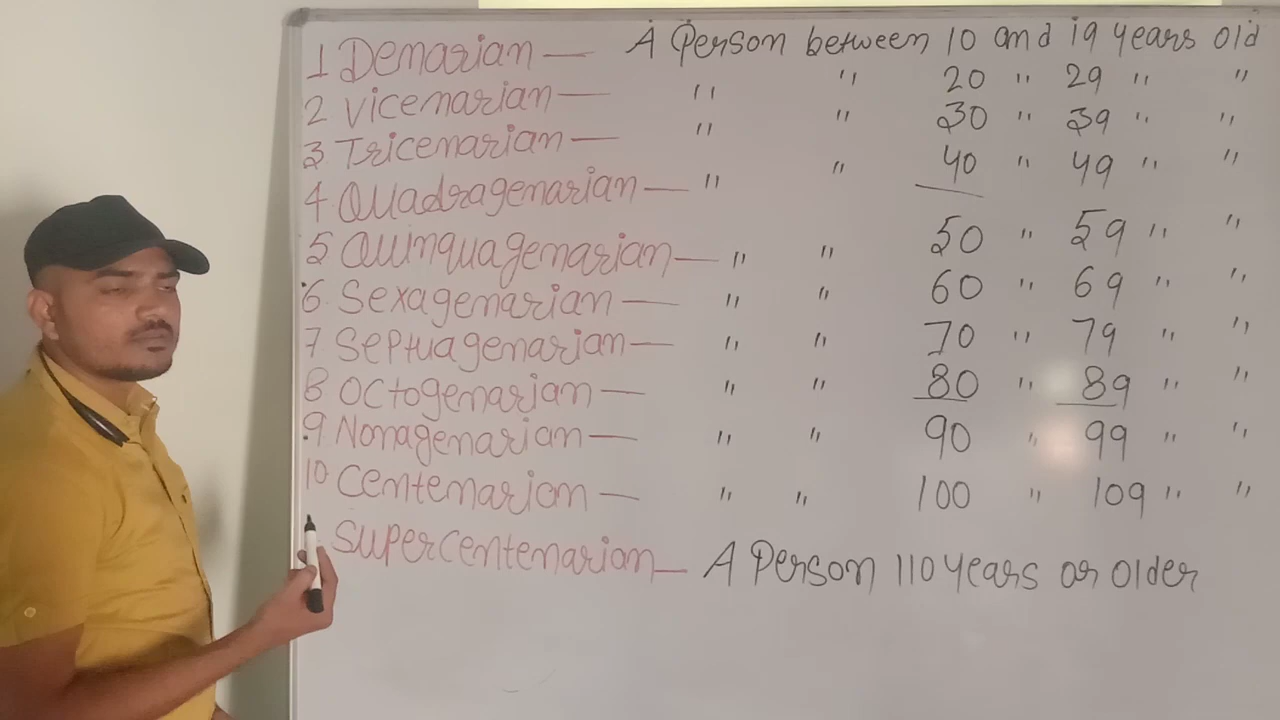 1 Denarian — A Person between 10 and 19 years old
2 Vicenarian — " " 20 " 29 " "
3 Tricenarian — " " 30 " 39 " "
4 Quadragenarian — " " 40 " 49 " "
5 Quinquagenarian — " " 50 " 59 " "
6 Sexagenarian — " " 60 " 69 " "
7 Septuagenarian — " " 70 " 79 " "
8 Octogenarian — " " 80 " 89 " "
9 Nonagenarian — " " 90 " 99 " "
10 Centenarian — " " 100 " 109 " "
Supercentenarian — A Person 110 years or older